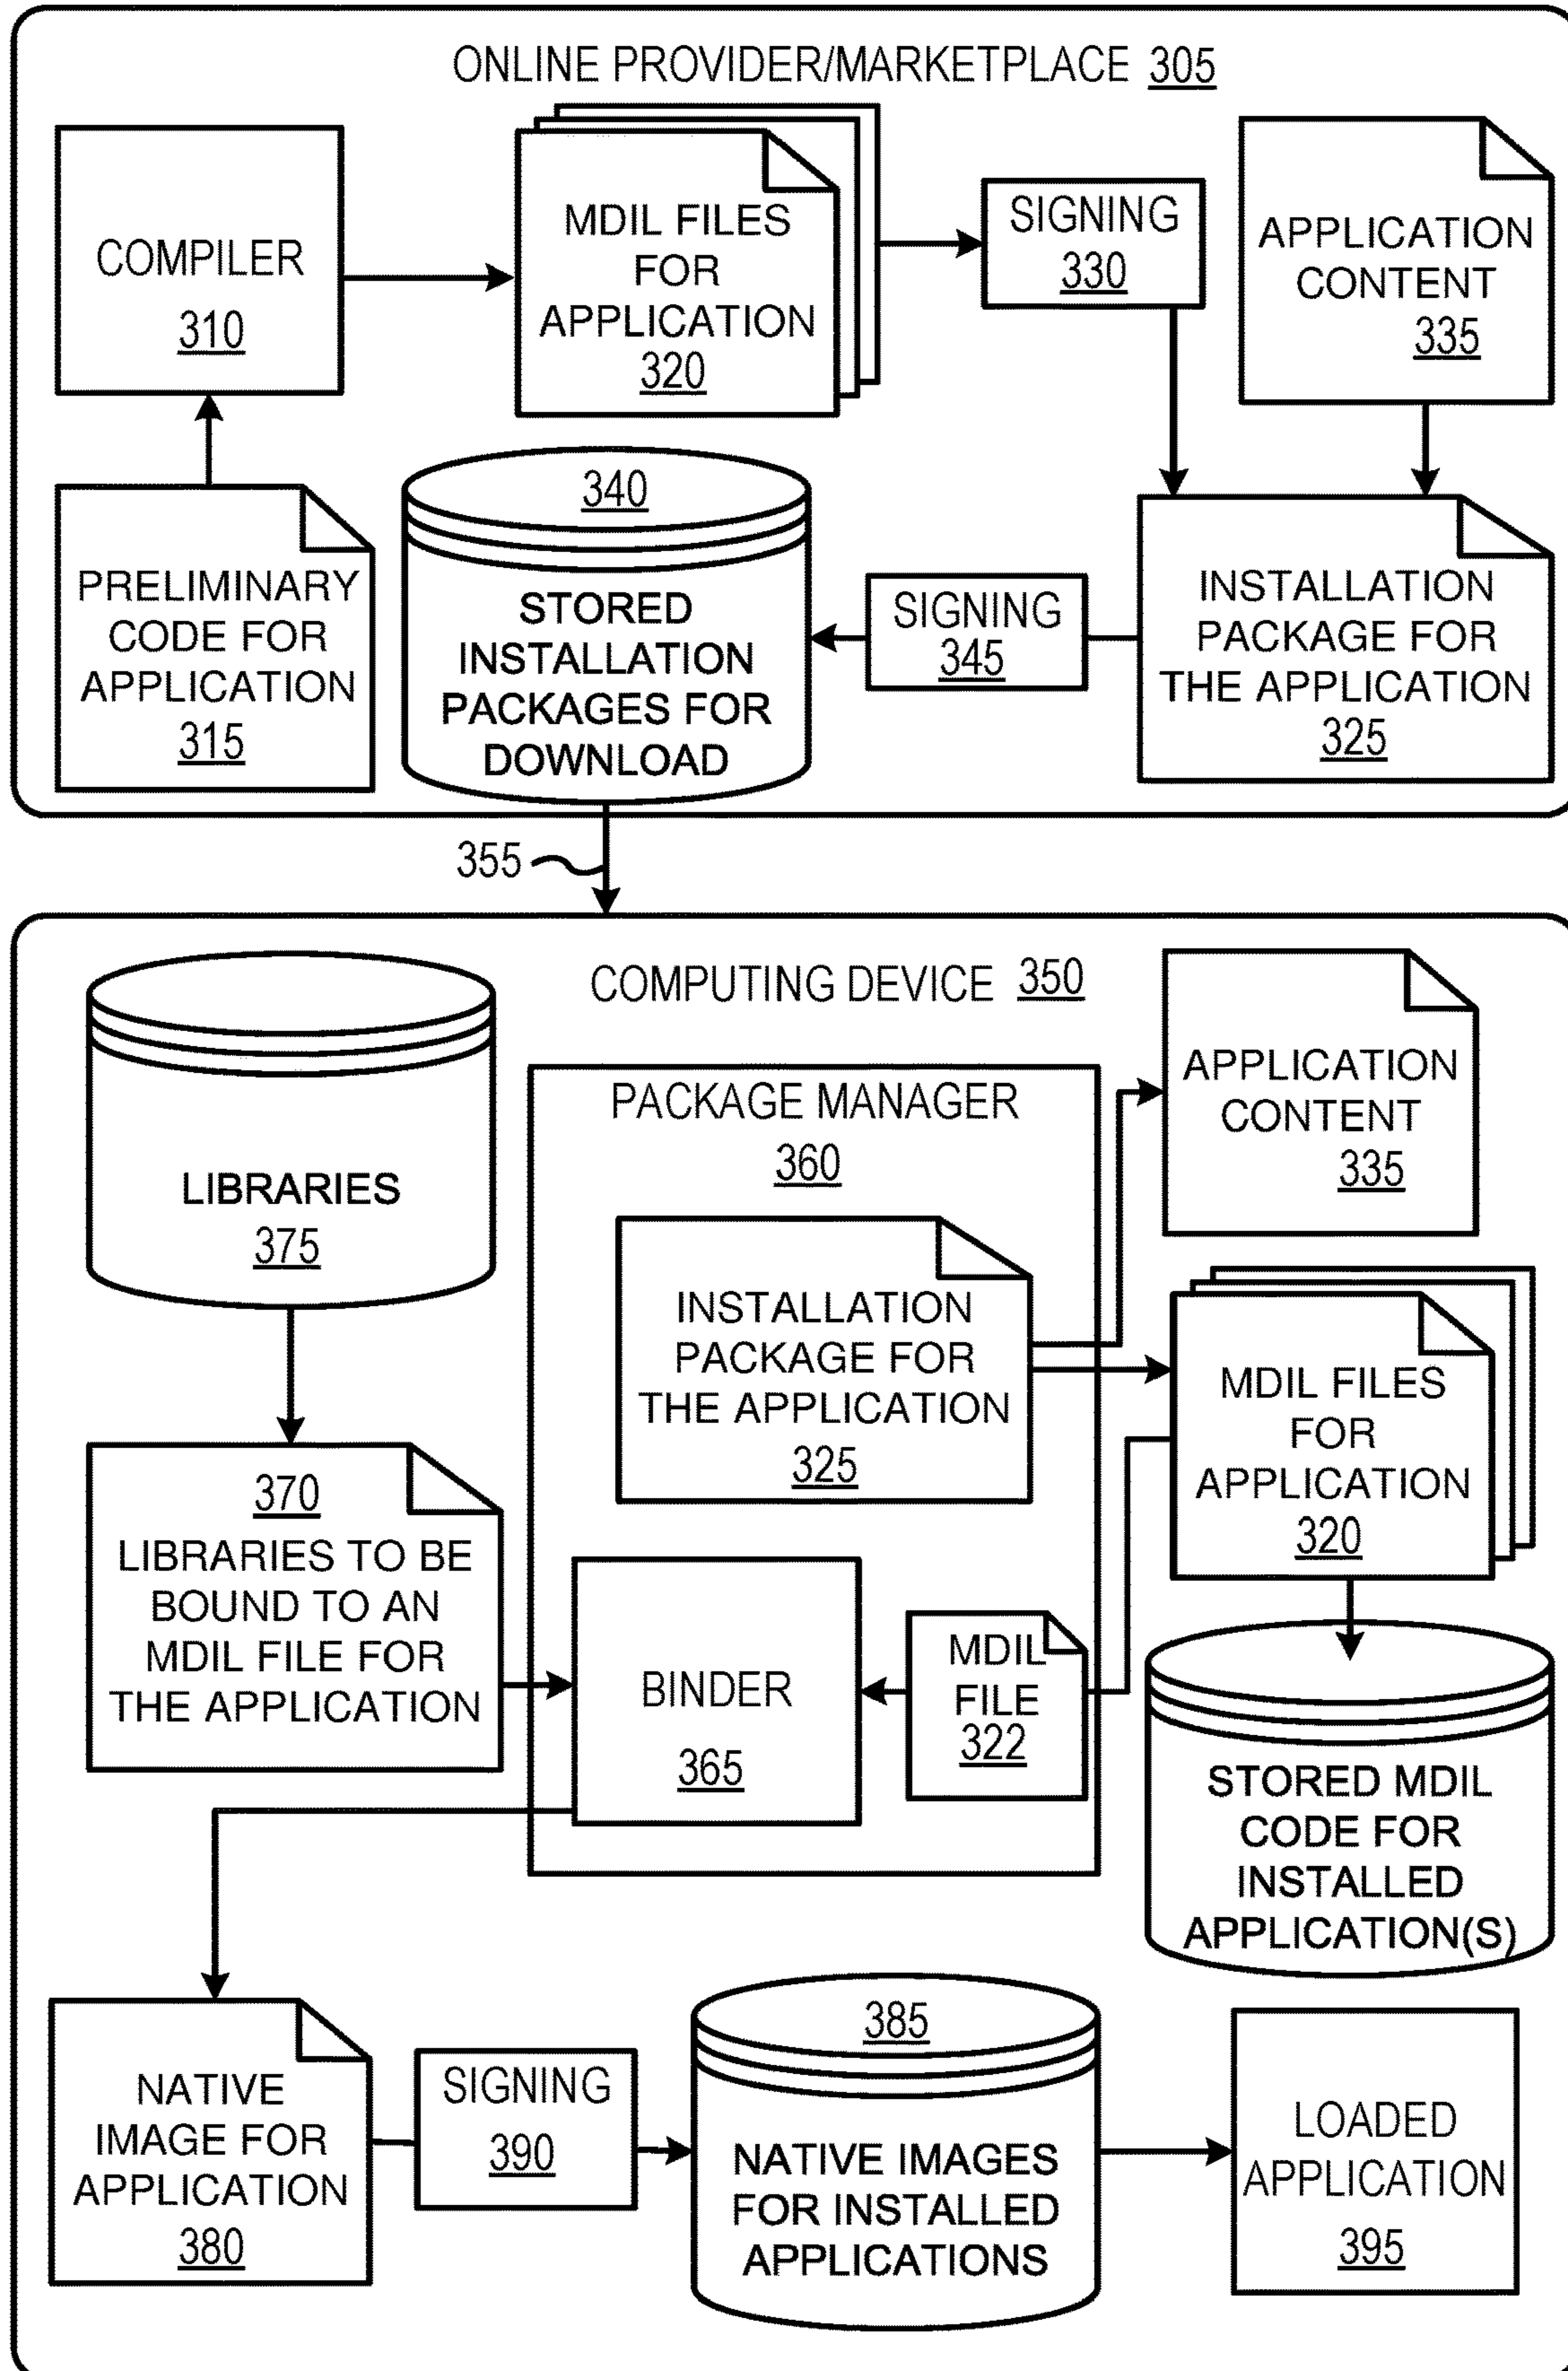 ONLINE PROVIDER/MARKETPLACE 305
COMPILER
310
MDIL FILES
FOR
APPLICATION
320
SIGNING
330
APPLICATION
CONTENT
335
PRELIMINARY
CODE FOR
APPLICATION
315
340
STORED
INSTALLATION
PACKAGES FOR
DOWNLOAD
SIGNING
345
INSTALLATION
PACKAGE FOR
THE APPLICATION
325
355
COMPUTING DEVICE 350
LIBRARIES
375
PACKAGE MANAGER
360
APPLICATION
CONTENT
335
INSTALLATION
PACKAGE FOR
THE APPLICATION
325
MDIL FILES
FOR
APPLICATION
320
370
LIBRARIES TO BE
BOUND TO AN
MDIL FILE FOR
THE APPLICATION
BINDER
365
MDIL
FILE
322
STORED MDIL
CODE FOR
INSTALLED
APPLICATION(S)
NATIVE
IMAGE FOR
APPLICATION
380
SIGNING
390
385
NATIVE IMAGES
FOR INSTALLED
APPLICATIONS
LOADED
APPLICATION
395